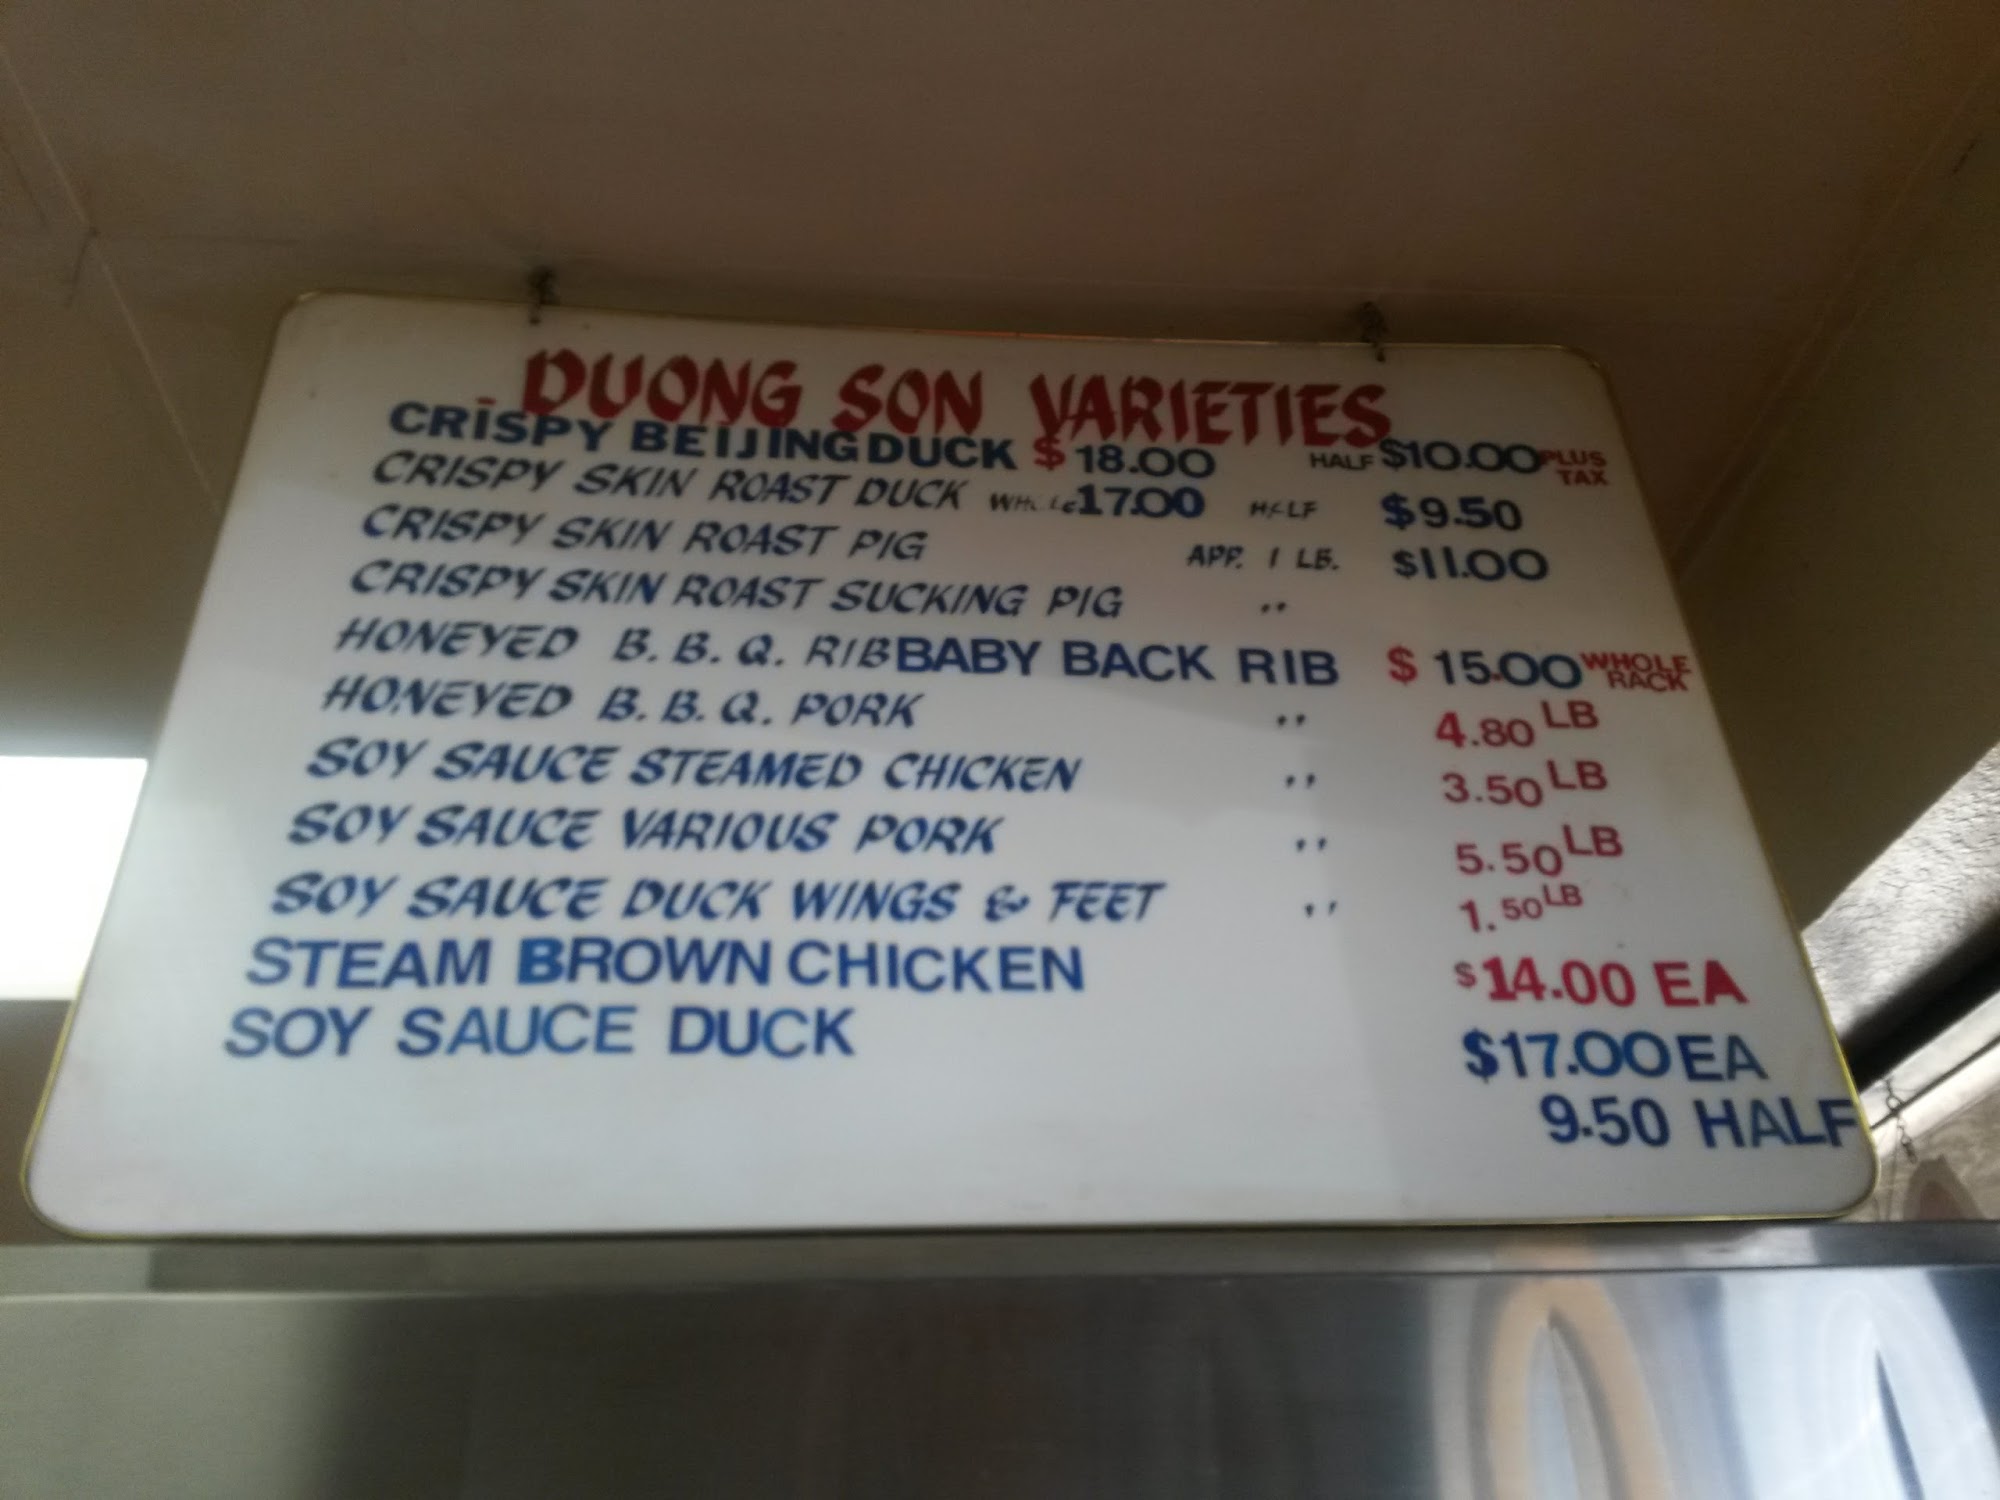 DUONG SON VARIETIES
CRISPY BEIJING DUCK $18.00 HALF $10.00 PLUS TAX
CRISPY SKIN ROAST DUCK WHOLE 17.00 HALF $9.50
CRISPY SKIN ROAST PIG APP. 1 LB. $11.00
CRISPY SKIN ROAST SUCKING PIG ,,
HONEYED B.B.Q. RIB BABY BACK RIB $15.00 WHOLE RACK
HONEYED B.B.Q. PORK ,, 4.80 LB
SOY SAUCE STEAMED CHICKEN ,, 3.50 LB
SOY SAUCE VARIOUS PORK ,, 5.50 LB
SOY SAUCE DUCK WINGS & FEET ,, 1.50 LB
STEAM BROWN CHICKEN $14.00 EA
SOY SAUCE DUCK $17.00 EA
9.50 HALF